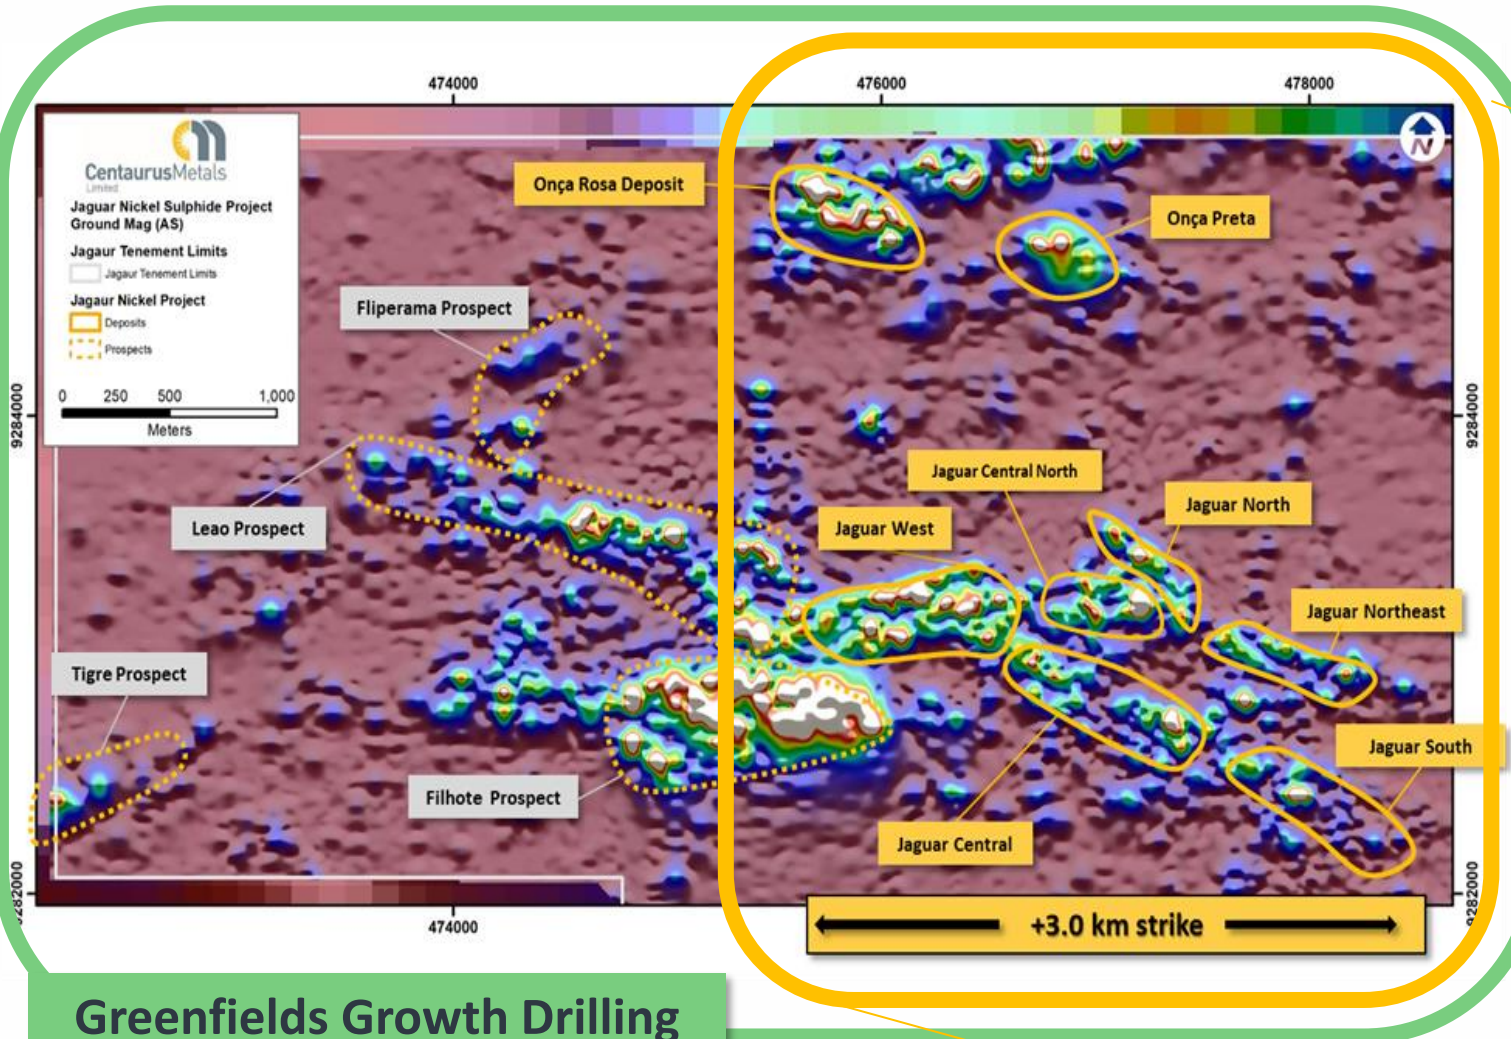 474000
476000
478000
CentaurusMetals
Limited
Jaguar Nickel Sulphide Project
Ground Mag (AS)
Jagaur Tenement Limits
Jagaur Tenement Limits
Jagaur Nickel Project
Deposits
Prospects
0 250 500 1,000
Meters
N
Onça Rosa Deposit
Onça Preta
Fliperama Prospect
9284000
9284000
Jaguar Central North
Jaguar North
Leao Prospect
Jaguar West
Jaguar Northeast
Tigre Prospect
Jaguar South
Filhote Prospect
Jaguar Central
9282000
9282000
474000
+3.0 km strike
Greenfields Growth Drilling